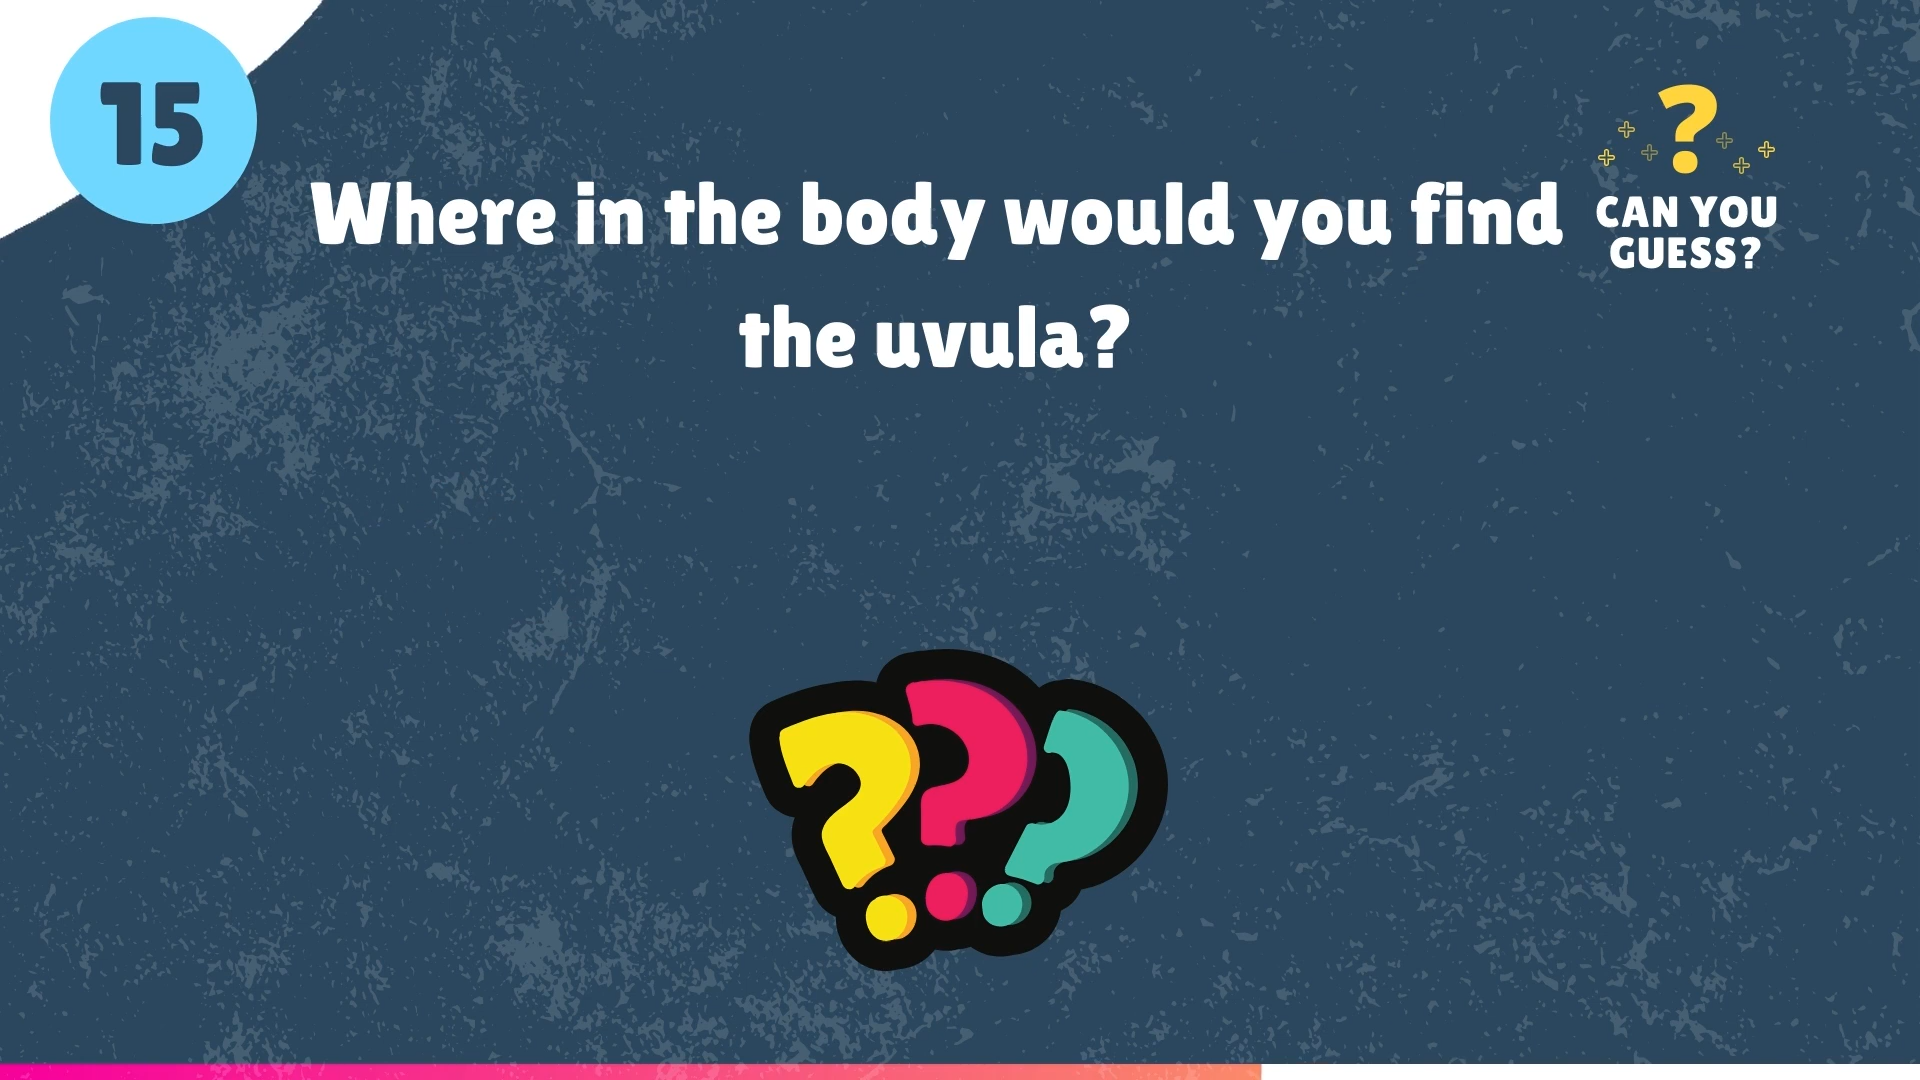 15
Where in the body would you find
the uvula?
?
CAN YOU
GUESS?
???